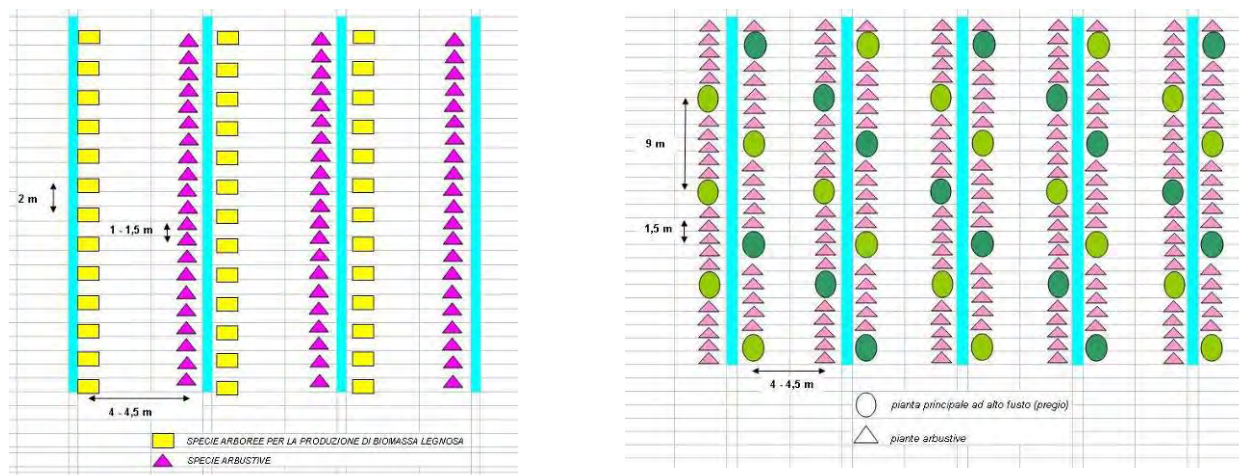 2 m
1 - 1,5 m
4 - 4,5 m
SPECIE ARBOREE PER LA PRODUZIONE DI BIOMASSA LEGNOSA
SPECIE ARBUSTIVE
9 m
1,5 m
4 - 4,5 m
pianta principale ad alto fusto (pregio)
piante arbustive